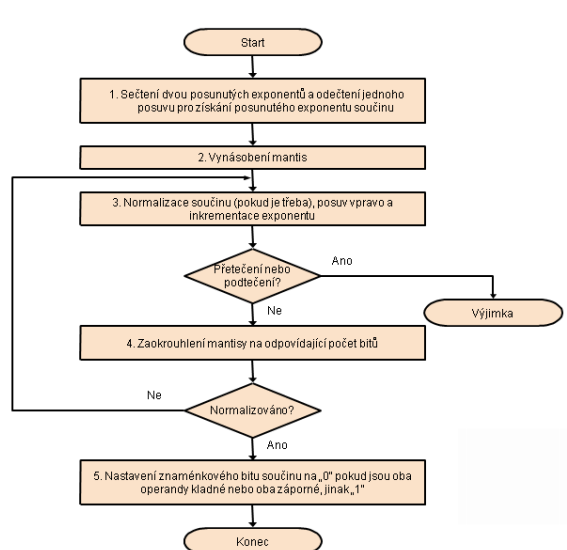 Start
1. Sečtení dvou posunutých exponentů a odečtení jednoho
posuvu pro získání posunutého exponentu součinu
2. Vynásobení mantis
3. Normalizace součinu (pokud je třeba), posuv vpravo a
inkrementace exponentu
Přetečení nebo
podtečení?
Ano
Výjimka
Ne
4. Zaokrouhlení mantisy na odpovídající počet bitů
Ne
Normalizováno?
Ano
5. Nastavení znaménkového bitu součinu na „0" pokud jsou oba
operandy kladné nebo oba záporné, jinak „1"
Konec